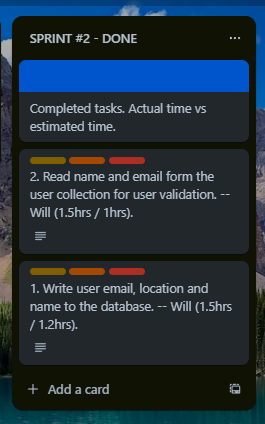 SPRINT #2 - DONE
Completed tasks. Actual time vs
estimated time.
2. Read name and email form the
user collection for user validation. --
Will (1.5hrs / 1hrs).
1. Write user email, location and
name to the database. -- Will (1.5hrs
/ 1.2hrs).
Add a card